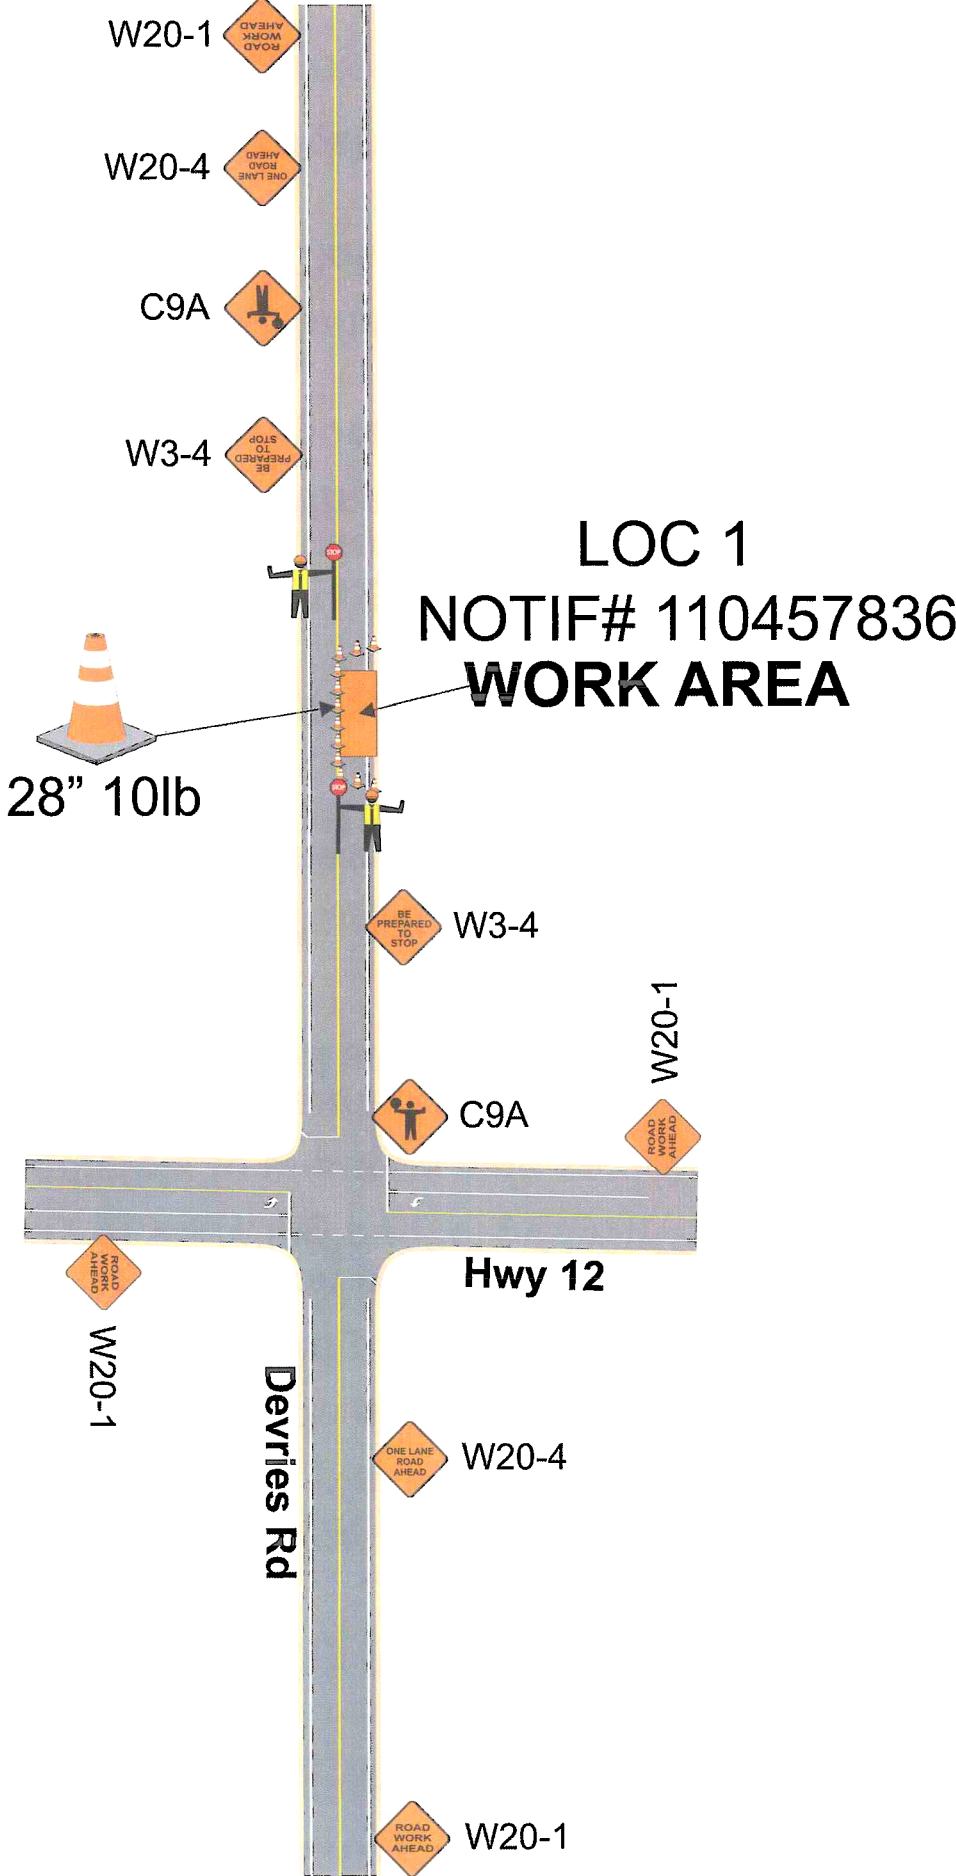 W20-1
ROAD
WORK
AHEAD
W20-4
ONE LANE
ROAD
AHEAD
C9A
W3-4
BE
PREPARED
TO
STOP
STOP
LOC 1
NOTIF# 110457836
WORK AREA
28” 10lb
STOP
BE
PREPARED
TO
STOP
W3-4
W20-1
C9A
ROAD
WORK
AHEAD
ROAD
WORK
AHEAD
Hwy 12
W20-1
Devries Rd
ONE LANE
ROAD
AHEAD
W20-4
ROAD
WORK
AHEAD
W20-1